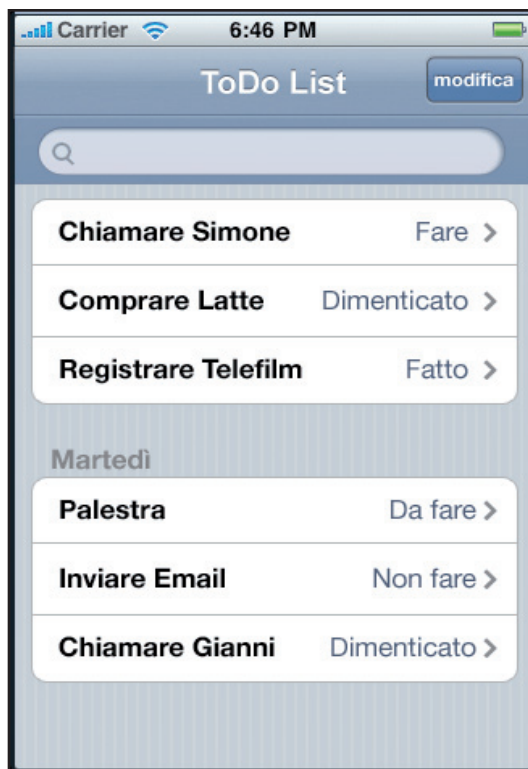 Carrier 6:46 PM
ToDo List modifica
Chiamare Simone Fare
Comprare Latte Dimenticato
Registrare Telefilm Fatto
Martedì
Palestra Da fare
Inviare Email Non fare
Chiamare Gianni Dimenticato